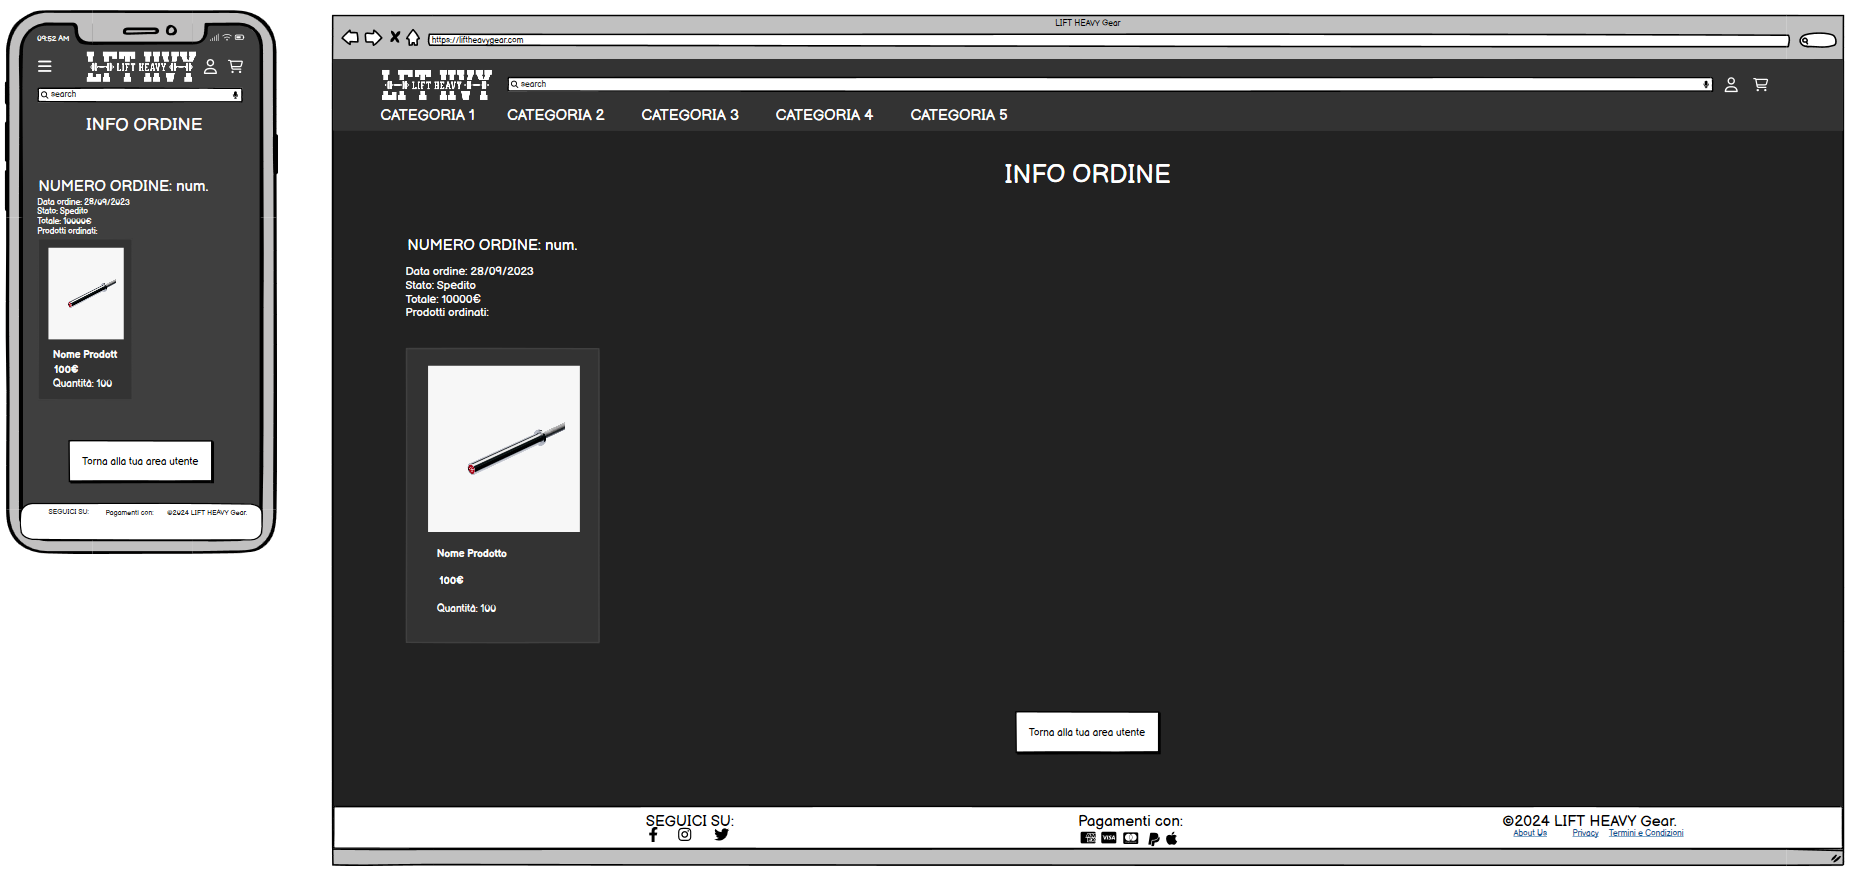 09:52 AM
LIFT HEAVY
search
INFO ORDINE
NUMERO ORDINE: num.
Data ordine: 28/09/2023
Stato: Spedito
Totale: 10000€
Prodotti ordinati:
Nome Prodott
100€
Quantità: 100
Torna alla tua area utente
SEGUICI SU: Pagamenti con: ©2024 LIFT HEAVY Gear.
LIFT HEAVY Gear
https://liftheavygear.com
LIFT HEAVY
search
CATEGORIA 1 CATEGORIA 2 CATEGORIA 3 CATEGORIA 4 CATEGORIA 5
INFO ORDINE
NUMERO ORDINE: num.
Data ordine: 28/09/2023
Stato: Spedito
Totale: 10000€
Prodotti ordinati:
Nome Prodotto
100€
Quantità: 100
Torna alla tua area utente
SEGUICI SU: Pagamenti con: ©2024 LIFT HEAVY Gear.
VISA
About Us Privacy Termini e Condizioni